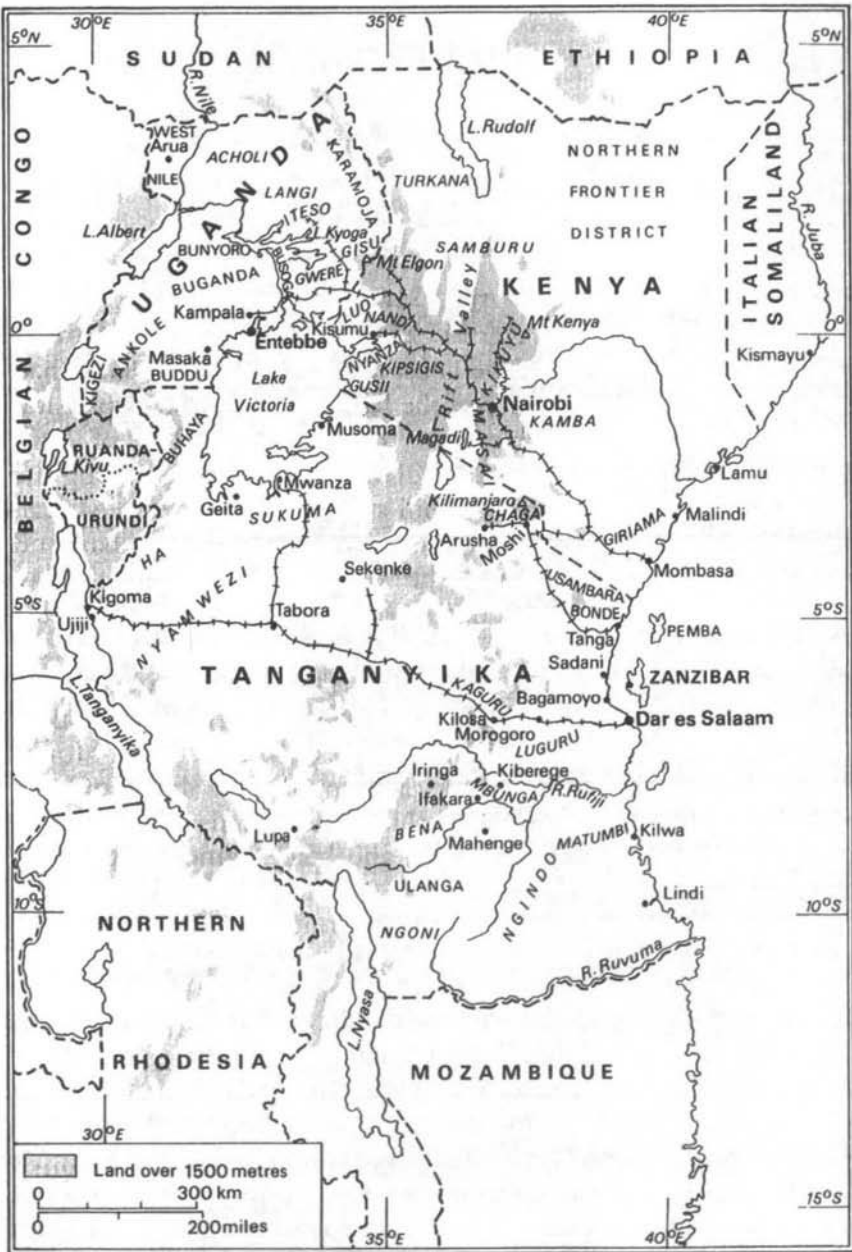 30°E
35°E
40°E
5°N
5°N
SUDAN
ETHIOPIA
R.Nile
L.Rudolf
WEST
Arua
NILE
ACHOLI
KARAMOJA
NORTHERN
FRONTIER
DISTRICT
TURKANA
LANGI
BELGIAN CONGO
UGANDA
ITESO
L.Albert
L.Kyoga
ITALIAN
SOMALILAND
R. Juba
BUNYORO
GISU
SAMBURU
Mt Elgon
BUSOGA
GWERE
BUGANDA
KENYA
Valley
Rift
Kampala
LUO
NANDI
KIKUYU
Mt Kenya
0°
0°
ANKOLE
Entebbe
Kisumu
Kismayu
Masaka
BUDDU
NYANZA
KIPSIGIS
KIGEZI
Lake
Victoria
GUSII
Nairobi
MASAI
KAMBA
BUHAYA
Musoma
Magadi
RUANDA-
URUNDI
L.Kivu
Lamu
Mwanza
Geita
SUKUMA
Kilimanjaro
CHAGA
Malindi
HA
Arusha
Moshi
GIRIAMA
Sekenke
Mombasa
NYAMWEZI
USAMBARA
BONDE
Kigoma
5°S
5°S
Ujiji
Tabora
Tanga
PEMBA
Sadani
TANGANYIKA
ZANZIBAR
KAGURU
Bagamoyo
L.Tanganyika
Kilosa
Dar es Salaam
Morogoro
LUGURU
Iringa
Kiberege
Ifakara
MBUNGA
R.Rufiji
Lupa
BENA
MATUMBI
Kilwa
Mahenge
ULANGA
NGINDO
Lindi
10°S
10°S
NORTHERN
RHODESIA
NGONI
R. Ruvuma
L.Nyasa
MOZAMBIQUE
30°E
Land over 1500 metres
0
300 km
0
200 miles
15°S
35°E
40°E